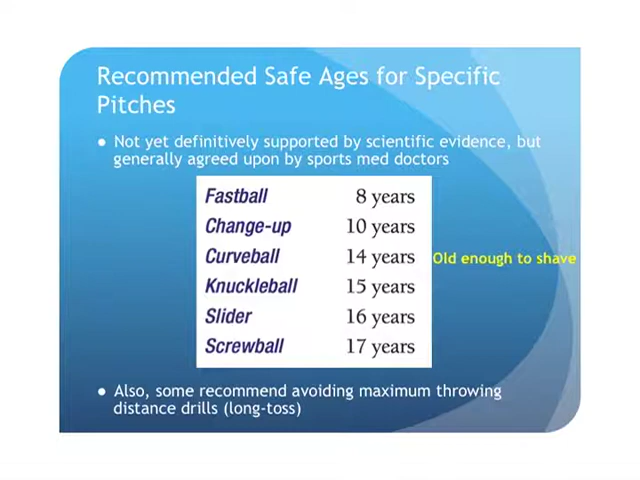 Recommended Safe Ages for Specific
Pitches
● Not yet definitively supported by scientific evidence, but
generally agreed upon by sports med doctors
Fastball 8 years
Change-up 10 years
Curveball 14 years Old enough to shave
Knuckleball 15 years
Slider 16 years
Screwball 17 years
● Also, some recommend avoiding maximum throwing
distance drills (long-toss)